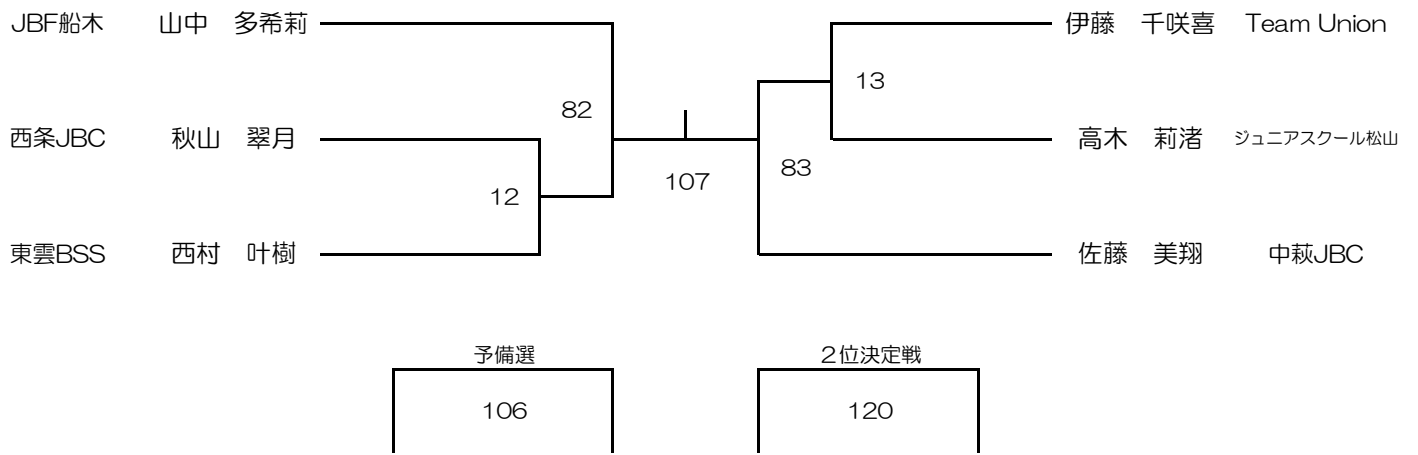 JBF船木 山中 多希莉 伊藤 千咲喜 Team Union
13
82
西条JBC 秋山 翠月 高木 莉渚 ジュニアスクール松山
107 83
12
東雲BSS 西村 叶樹 佐藤 美翔 中萩JBC
予備選 2位決定戦
106 120